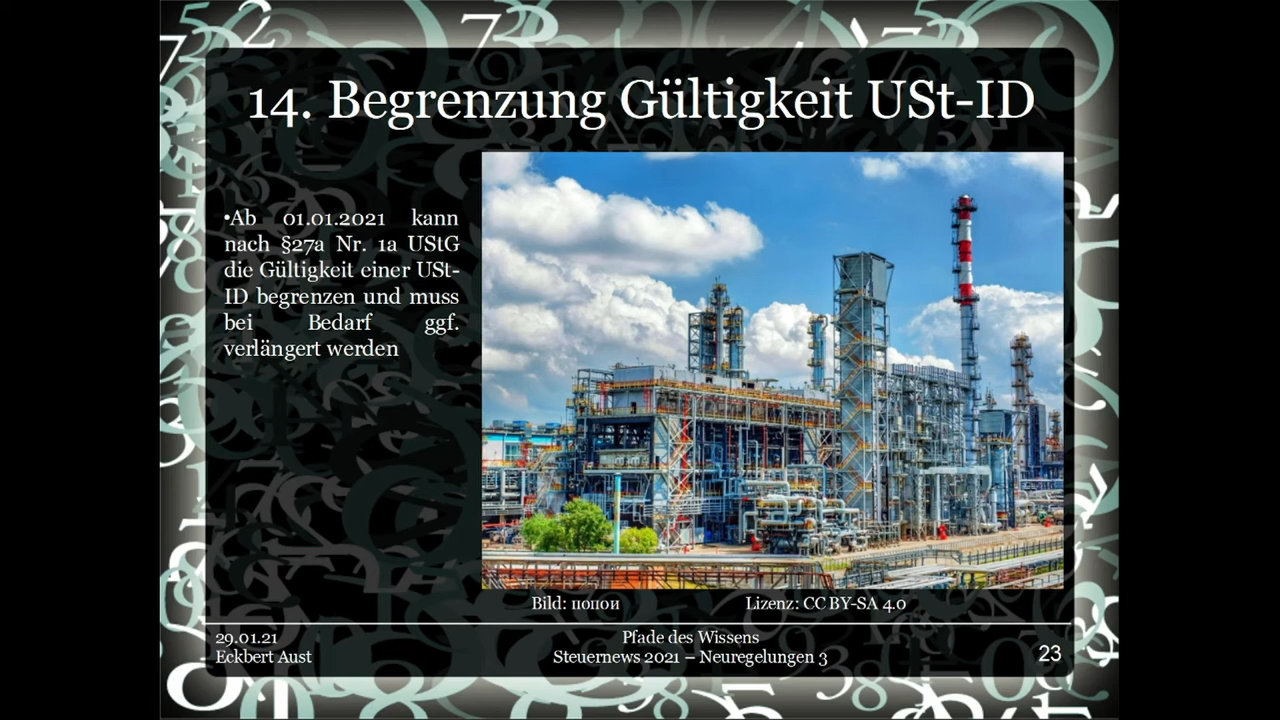 14. Begrenzung Gültigkeit USt-ID
•Ab 01.01.2021 kann
nach §27a Nr. 1a UStG
die Gültigkeit einer USt-
ID begrenzen und muss
bei Bedarf ggf.
verlängert werden
Bild: попои Lizenz: CC BY-SA 4.0
29.01.21 Pfade des Wissens
Eckbert Aust Steuernews 2021 – Neuregelungen 3 23